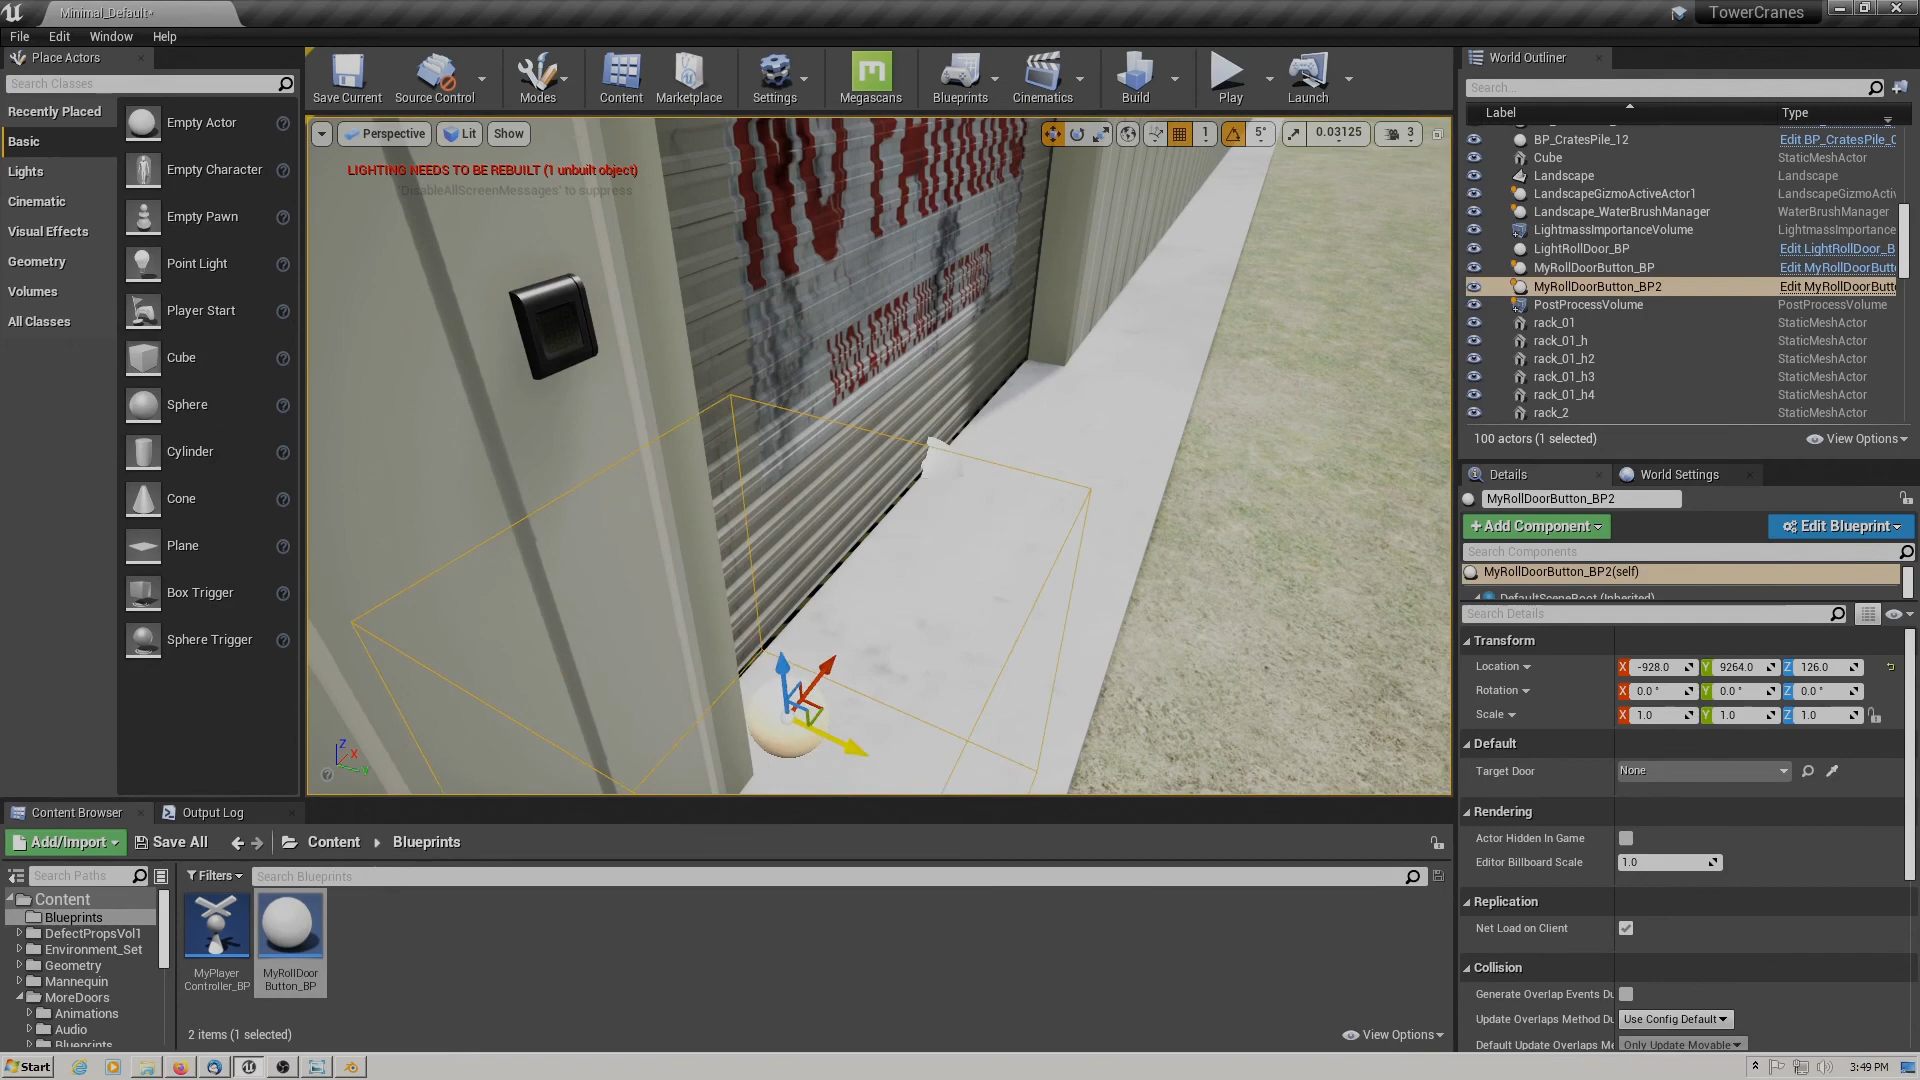 Minimal_Default*
TowerCranes
File
Edit
Window
Help
Place Actors
Search Classes
Recently Placed
Basic
Lights
Cinematic
Visual Effects
Geometry
Volumes
All Classes
Empty Actor
Empty Character
Empty Pawn
Point Light
Player Start
Cube
Sphere
Cylinder
Cone
Plane
Box Trigger
Sphere Trigger
Save Current
Source Control
Modes
Content
Marketplace
Settings
Megascans
Blueprints
Cinematics
Build
Play
Launch
Perspective
Lit
Show
1
5°
0.03125
3
LIGHTING NEEDS TO BE REBUILT (1 unbuilt object)
'DisableAllScreenMessages' to suppress
Z
X
Y
World Outliner
Search...
Label
Type
BP_CratesPile_12
Edit BP_CratesPile_C
Cube
StaticMeshActor
Landscape
Landscape
LandscapeGizmoActiveActor1
LandscapeGizmoActiv
Landscape_WaterBrushManager
WaterBrushManager
LightmassImportanceVolume
LightmassImportance
LightRollDoor_BP
Edit LightRollDoor_B
MyRollDoorButton_BP
Edit MyRollDoorButto
MyRollDoorButton_BP2
Edit MyRollDoorButto
PostProcessVolume
PostProcessVolume
rack_01
StaticMeshActor
rack_01_h
StaticMeshActor
rack_01_h2
StaticMeshActor
rack_01_h3
StaticMeshActor
rack_01_h4
StaticMeshActor
rack_2
StaticMeshActor
100 actors (1 selected)
View Options
Details
World Settings
MyRollDoorButton_BP2
+Add Component
Edit Blueprint
Search Components
MyRollDoorButton_BP2(self)
DefaultSceneRoot (Inherited)
Search Details
Transform
Location
X -928.0
Y 9264.0
Z 126.0
Rotation
X 0.0 °
Y 0.0 °
Z 0.0 °
Scale
X 1.0
Y 1.0
Z 1.0
Default
Target Door
None
Rendering
Actor Hidden In Game
Editor Billboard Scale
1.0
Replication
Net Load on Client
Collision
Generate Overlap Events Du
Update Overlaps Method Du
Use Config Default
Default Update Overlaps Me
Only Update Movable
Content Browser
Output Log
Add/Import
Save All
Content
Blueprints
Search Paths
Filters
Search Blueprints
Content
Blueprints
DefectPropsVol1
Environment_Set
Geometry
Mannequin
MoreDoors
Animations
Audio
Blueprints
MyPlayer
Controller_BP
MyRollDoor
Button_BP
2 items (1 selected)
View Options
Start
3:49 PM